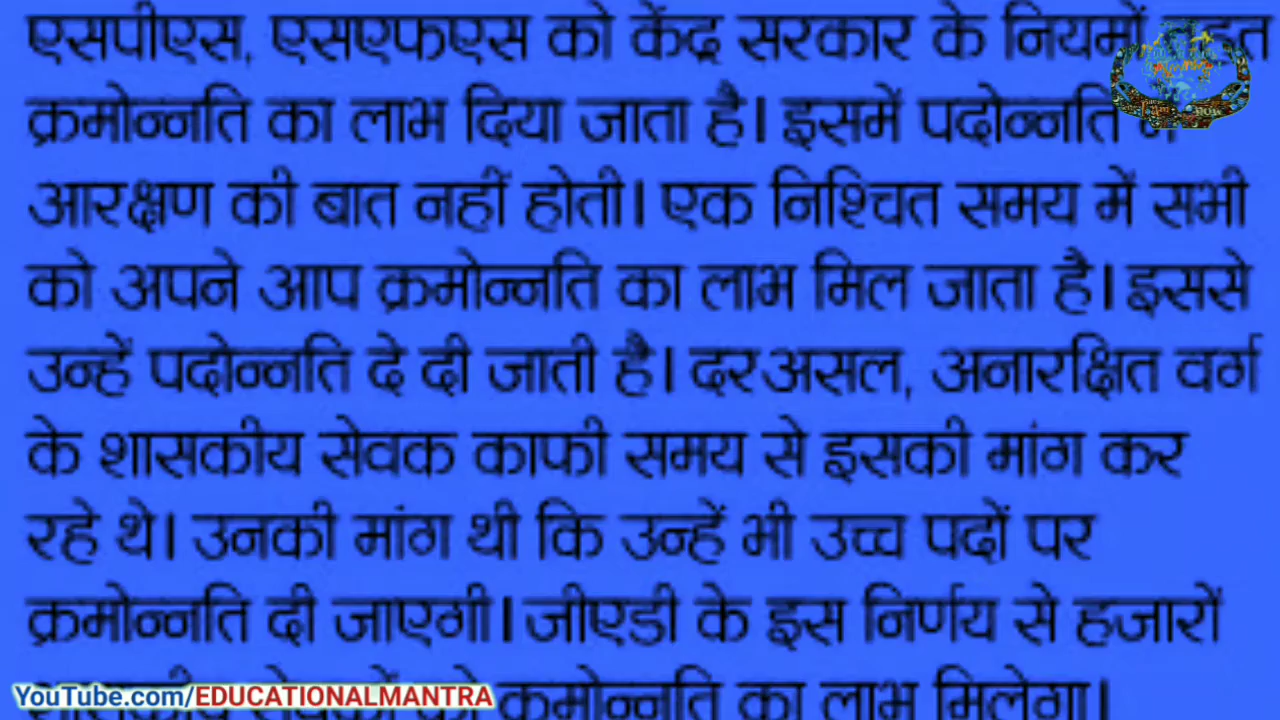 एसपीएस, एसएफएस को केंद्र सरकार के नियमों तहत
क्रमोन्नति का लाभ दिया जाता है। इसमें पदोन्नति
आरक्षण की बात नहीं होती। एक निश्चित समय में सभी
को अपने आप क्रमोन्नति का लाभ मिल जाता है। इससे
उन्हें पदोन्नति दे दी जाती है। दरअसल, अनारक्षित वर्ग
के शासकीय सेवक काफी समय से इसकी मांग कर
रहे थे। उनकी मांग थी कि उन्हें भी उच्च पदों पर
क्रमोन्नति दी जाएगी। जीएडी के इस निर्णय से हजारों
क्रमोन्नति का लाभ मिलेगा।
YouTube.com/EDUCATIONALMANTRA